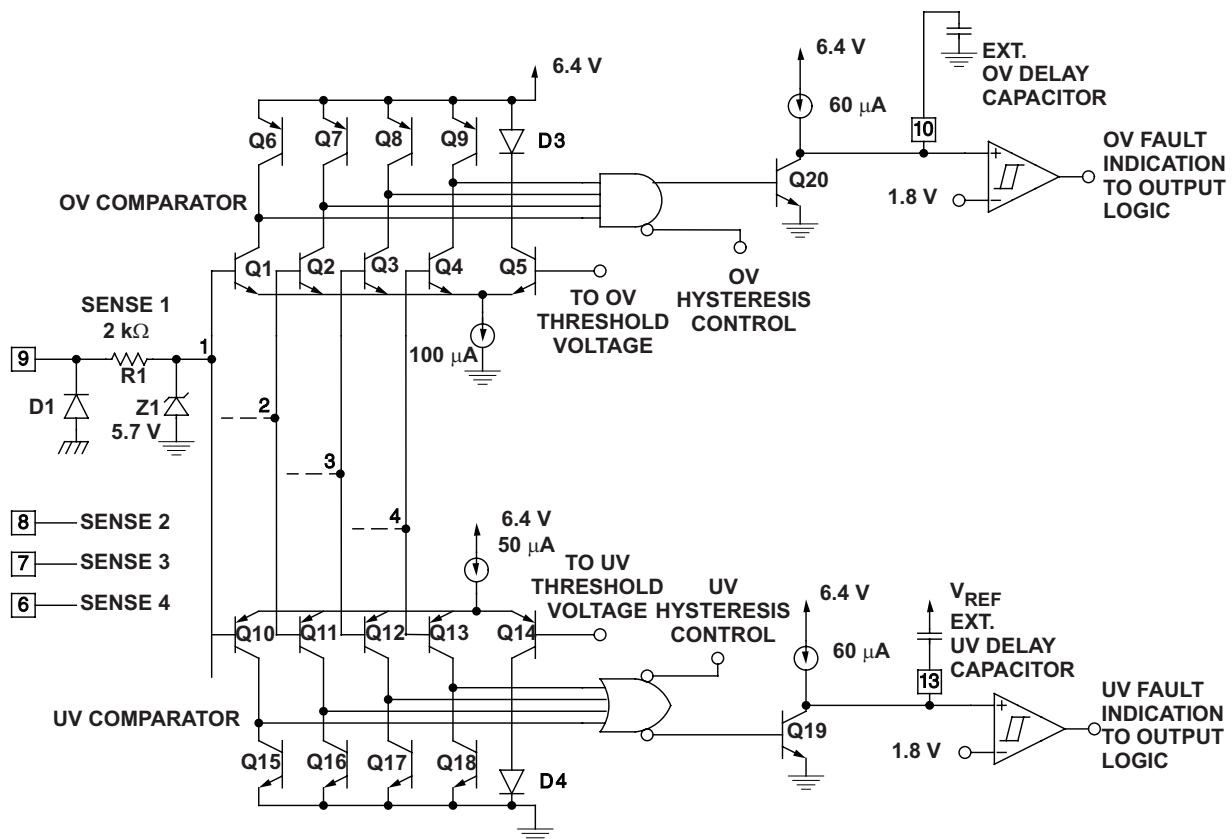 6.4 V
6.4 V
60 μA
EXT.
OV DELAY
CAPACITOR
10
Q6
Q7
Q8
Q9
D3
OV COMPARATOR
Q20
+
1.8 V
−
OV FAULT
INDICATION
TO OUTPUT
LOGIC
Q1
Q2
Q3
Q4
Q5
OV
HYSTERESIS
CONTROL
TO OV
THRESHOLD
VOLTAGE
100 μA
SENSE 1
2 kΩ
1
9
R1
D1
Z1
5.7 V
2
3
4
8
SENSE 2
7
SENSE 3
6
SENSE 4
6.4 V
50 μA
TO UV
THRESHOLD
VOLTAGE
UV
HYSTERESIS
CONTROL
6.4 V
60 μA
VREF
EXT.
UV DELAY
CAPACITOR
13
Q10
Q11
Q12
Q13
Q14
UV COMPARATOR
Q19
+
1.8 V
−
UV FAULT
INDICATION
TO OUTPUT
LOGIC
Q15
Q16
Q17
Q18
D4